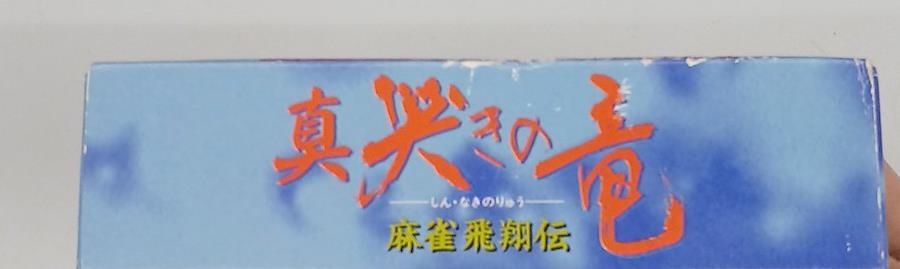 真 哭きの竜
しん・なきのりゅう
麻雀飛翔伝